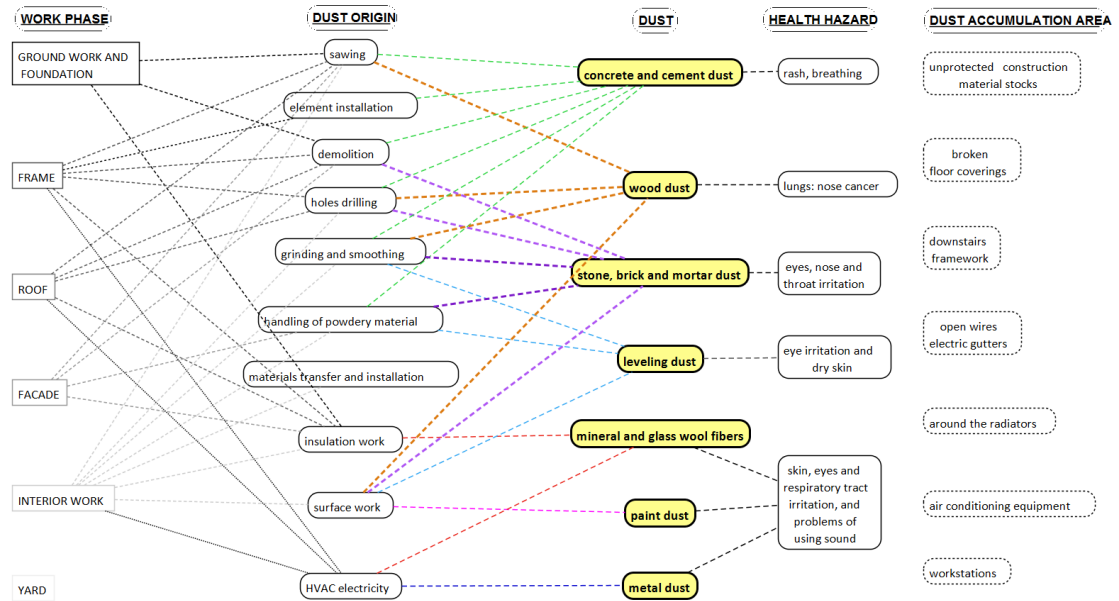 WORK PHASE
DUST ORIGIN
DUST
HEALTH HAZARD
DUST ACCUMULATION AREA
GROUND WORK AND
FOUNDATION
FRAME
ROOF
FACADE
INTERIOR WORK
YARD
sawing
element installation
demolition
holes drilling
grinding and smoothing
handling of powdery material
materials transfer and installation
insulation work
surface work
HVAC electricity
concrete and cement dust
wood dust
stone, brick and mortar dust
leveling dust
mineral and glass wool fibers
paint dust
metal dust
rash, breathing
lungs: nose cancer
eyes, nose and
throat irritation
eye irritation and
dry skin
skin, eyes and
respiratory tract
irritation, and
problems of
using sound
unprotected construction
material stocks
broken
floor coverings
downstairs
framework
open wires
electric gutters
around the radiators
air conditioning equipment
workstations